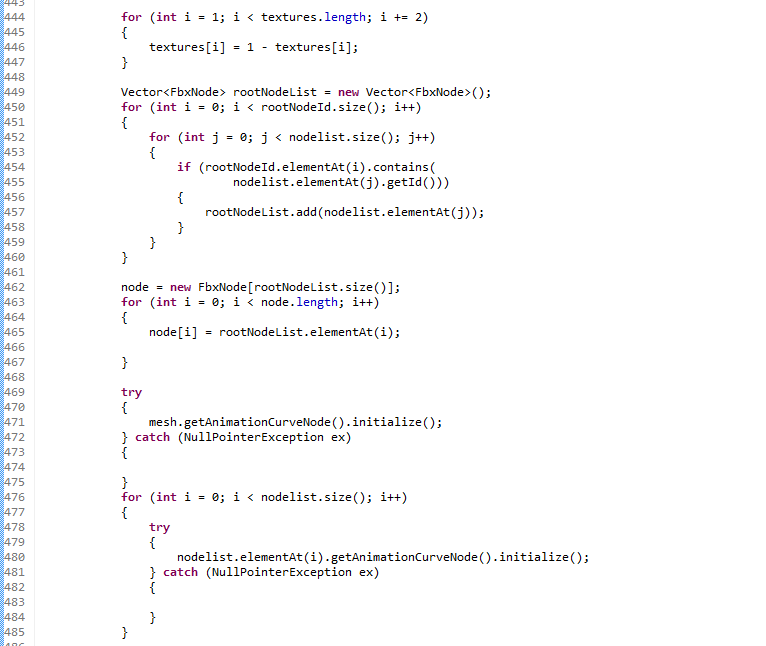 443
444 for (int i = 1; i < textures.length; i += 2)
445 {
446 textures[i] = 1 - textures[i];
447 }
448
449 Vector<FbxNode> rootNodeList = new Vector<FbxNode>();
450 for (int i = 0; i < rootNodeId.size(); i++)
451 {
452 for (int j = 0; j < nodelist.size(); j++)
453 {
454 if (rootNodeId.elementAt(i).contains(
455 nodelist.elementAt(j).getId()))
456 {
457 rootNodeList.add(nodelist.elementAt(j));
458 }
459 }
460 }
461
462 node = new FbxNode[rootNodeList.size()];
463 for (int i = 0; i < node.length; i++)
464 {
465 node[i] = rootNodeList.elementAt(i);
466
467 }
468
469 try
470 {
471 mesh.getAnimationCurveNode().initialize();
472 } catch (NullPointerException ex)
473 {
474
475 }
476 for (int i = 0; i < nodelist.size(); i++)
477 {
478 try
479 {
480 nodelist.elementAt(i).getAnimationCurveNode().initialize();
481 } catch (NullPointerException ex)
482 {
483
484 }
485 }